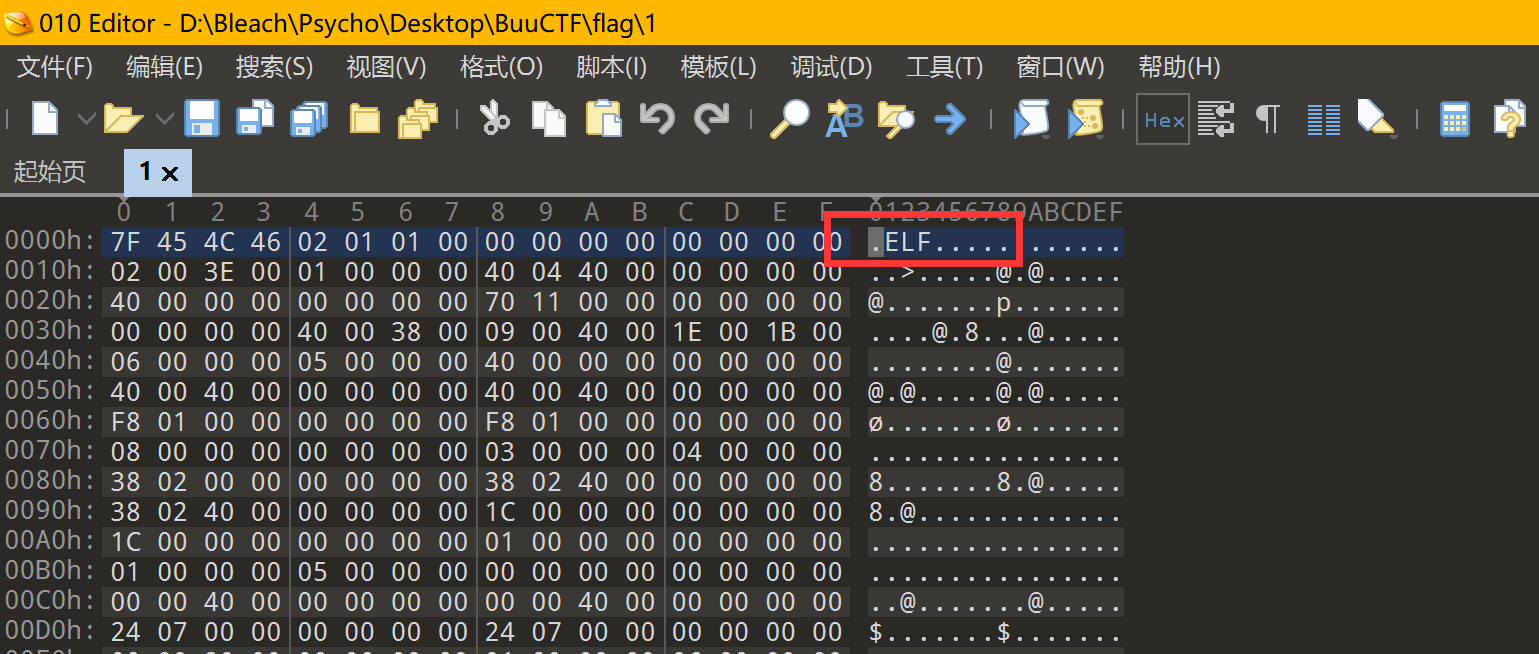 010 Editor - D:\Bleach\Psycho\Desktop\BuuCTF\flag\1
文件(F) 编辑(E) 搜索(S) 视图(V) 格式(O) 脚本(I) 模板(L) 调试(D) 工具(T) 窗口(W) 帮助(H)
Hex
起始页 1 x
0 1 2 3 4 5 6 7 8 9 A B C D E F 0123456789ABCDEF
0000h: 7F 45 4C 46 02 01 01 00 00 00 00 00 00 00 00 00 .ELF............
0010h: 02 00 3E 00 01 00 00 00 40 04 40 00 00 00 00 00 ..>.....@.@.....
0020h: 40 00 00 00 00 00 00 00 70 11 00 00 00 00 00 00 @.......p.......
0030h: 00 00 00 00 40 00 38 00 09 00 40 00 1E 00 1B 00 ....@.8...@.....
0040h: 06 00 00 00 05 00 00 00 40 00 00 00 00 00 00 00 ........@.......
0050h: 40 00 40 00 00 00 00 00 40 00 40 00 00 00 00 00 @.@.....@.@.....
0060h: F8 01 00 00 00 00 00 00 F8 01 00 00 00 00 00 00 ø.......ø.......
0070h: 08 00 00 00 00 00 00 00 03 00 00 00 04 00 00 00 ................
0080h: 38 02 00 00 00 00 00 00 38 02 40 00 00 00 00 00 8.......8.@.....
0090h: 38 02 40 00 00 00 00 00 1C 00 00 00 00 00 00 00 8.@.............
00A0h: 1C 00 00 00 00 00 00 00 01 00 00 00 00 00 00 00 ................
00B0h: 01 00 00 00 05 00 00 00 00 00 00 00 00 00 00 00 ................
00C0h: 00 00 40 00 00 00 00 00 00 00 40 00 00 00 00 00 ..@.......@.....
00D0h: 24 07 00 00 00 00 00 00 24 07 00 00 00 00 00 00 $.......$.......